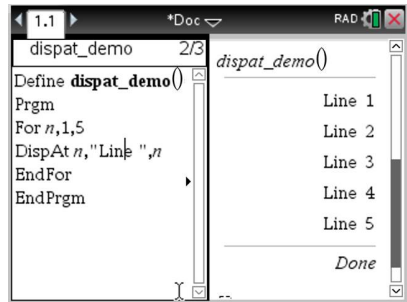 1.1 *Doc RAD
dispat_demo 2/3
Define dispat_demo()
Prgm
For n,1,5
DispAt n,"Line ",n
EndFor
EndPrgm
dispat_demo()
Line 1
Line 2
Line 3
Line 4
Line 5
Done